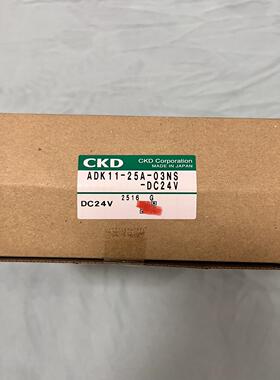 CKD
CKD Corporation
MADE IN JAPAN
ADK11-25A-03NS
-DC24V
2516 G
DC24V